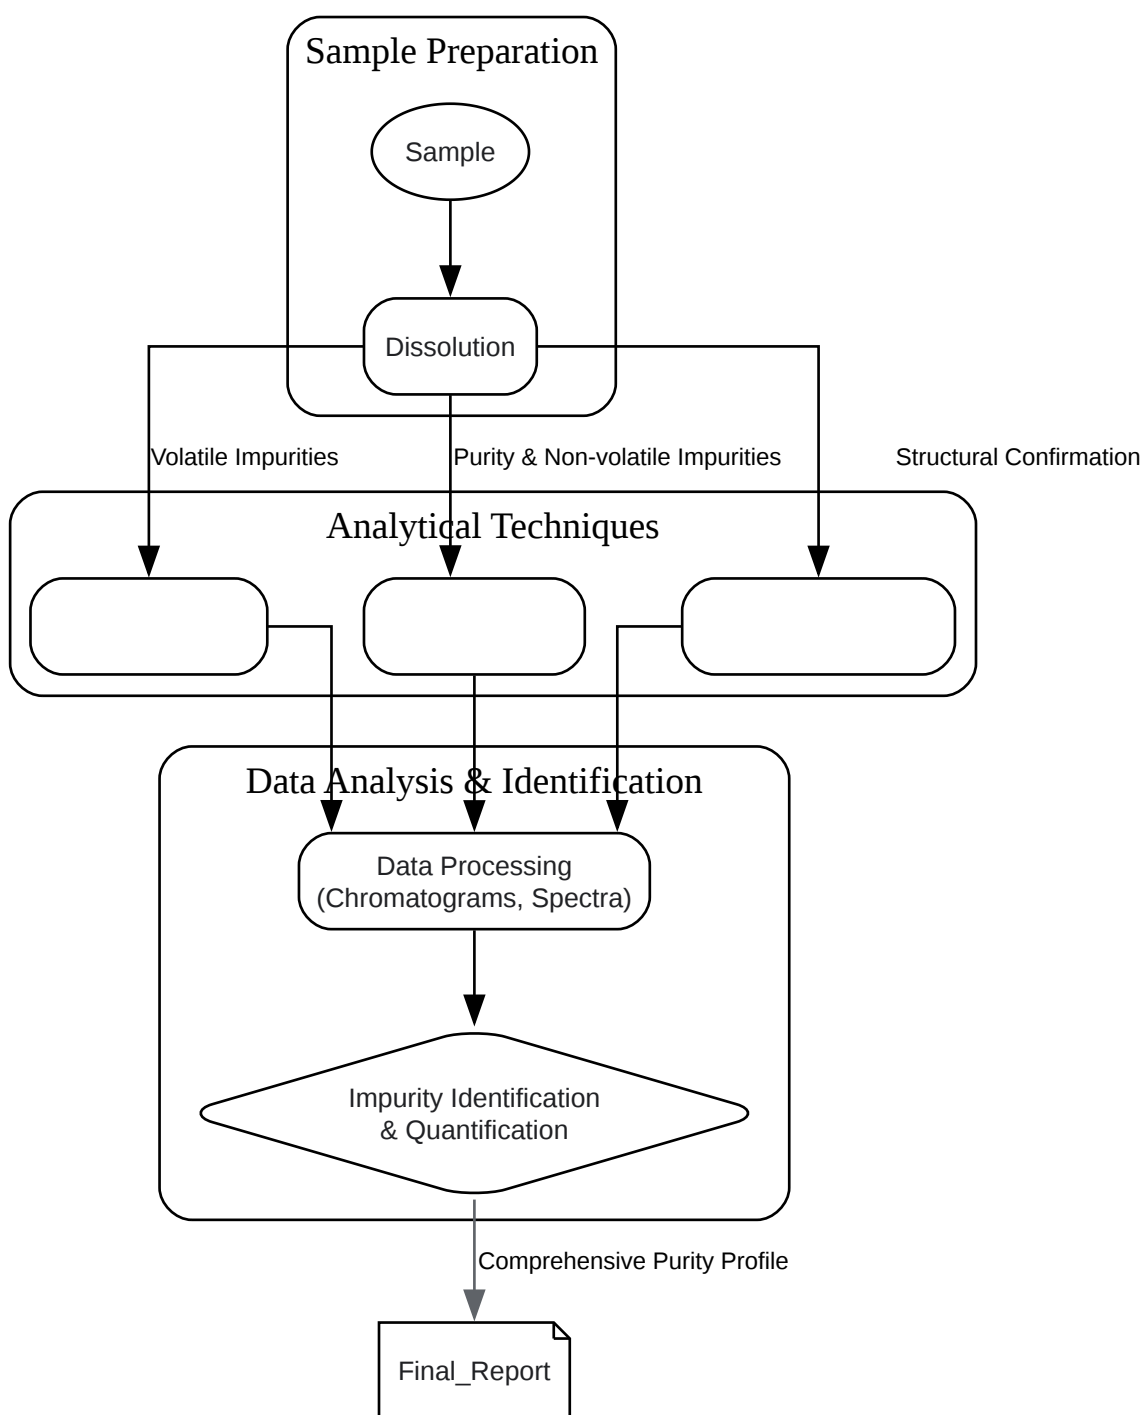 Sample Preparation
Sample
Dissolution
Volatile Impurities
Purity & Non-volatile Impurities
Structural Confirmation
Analytical Techniques
Data Analysis & Identification
Data Processing
(Chromatograms, Spectra)
Impurity Identification
& Quantification
Comprehensive Purity Profile
Final_Report